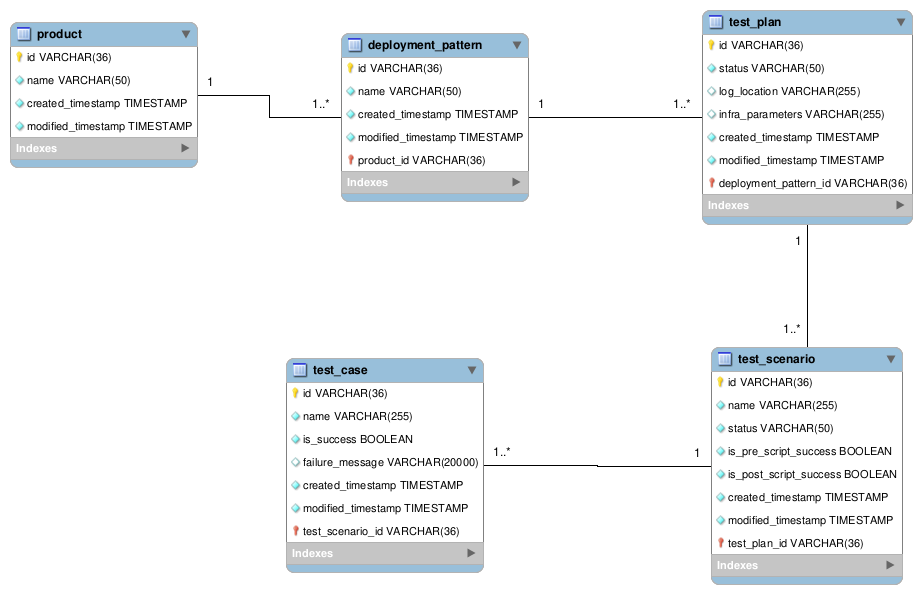 product
id VARCHAR(36)
name VARCHAR(50)
created_timestamp TIMESTAMP
modified_timestamp TIMESTAMP
Indexes
1
1..*
deployment_pattern
id VARCHAR(36)
name VARCHAR(50)
created_timestamp TIMESTAMP
modified_timestamp TIMESTAMP
product_id VARCHAR(36)
Indexes
1
1..*
test_plan
id VARCHAR(36)
status VARCHAR(50)
log_location VARCHAR(255)
infra_parameters VARCHAR(255)
created_timestamp TIMESTAMP
modified_timestamp TIMESTAMP
deployment_pattern_id VARCHAR(36)
Indexes
1
1..*
test_case
id VARCHAR(36)
name VARCHAR(255)
is_success BOOLEAN
failure_message VARCHAR(20000)
created_timestamp TIMESTAMP
modified_timestamp TIMESTAMP
test_scenario_id VARCHAR(36)
Indexes
1..*
1
test_scenario
id VARCHAR(36)
name VARCHAR(255)
status VARCHAR(50)
is_pre_script_success BOOLEAN
is_post_script_success BOOLEAN
created_timestamp TIMESTAMP
modified_timestamp TIMESTAMP
test_plan_id VARCHAR(36)
Indexes